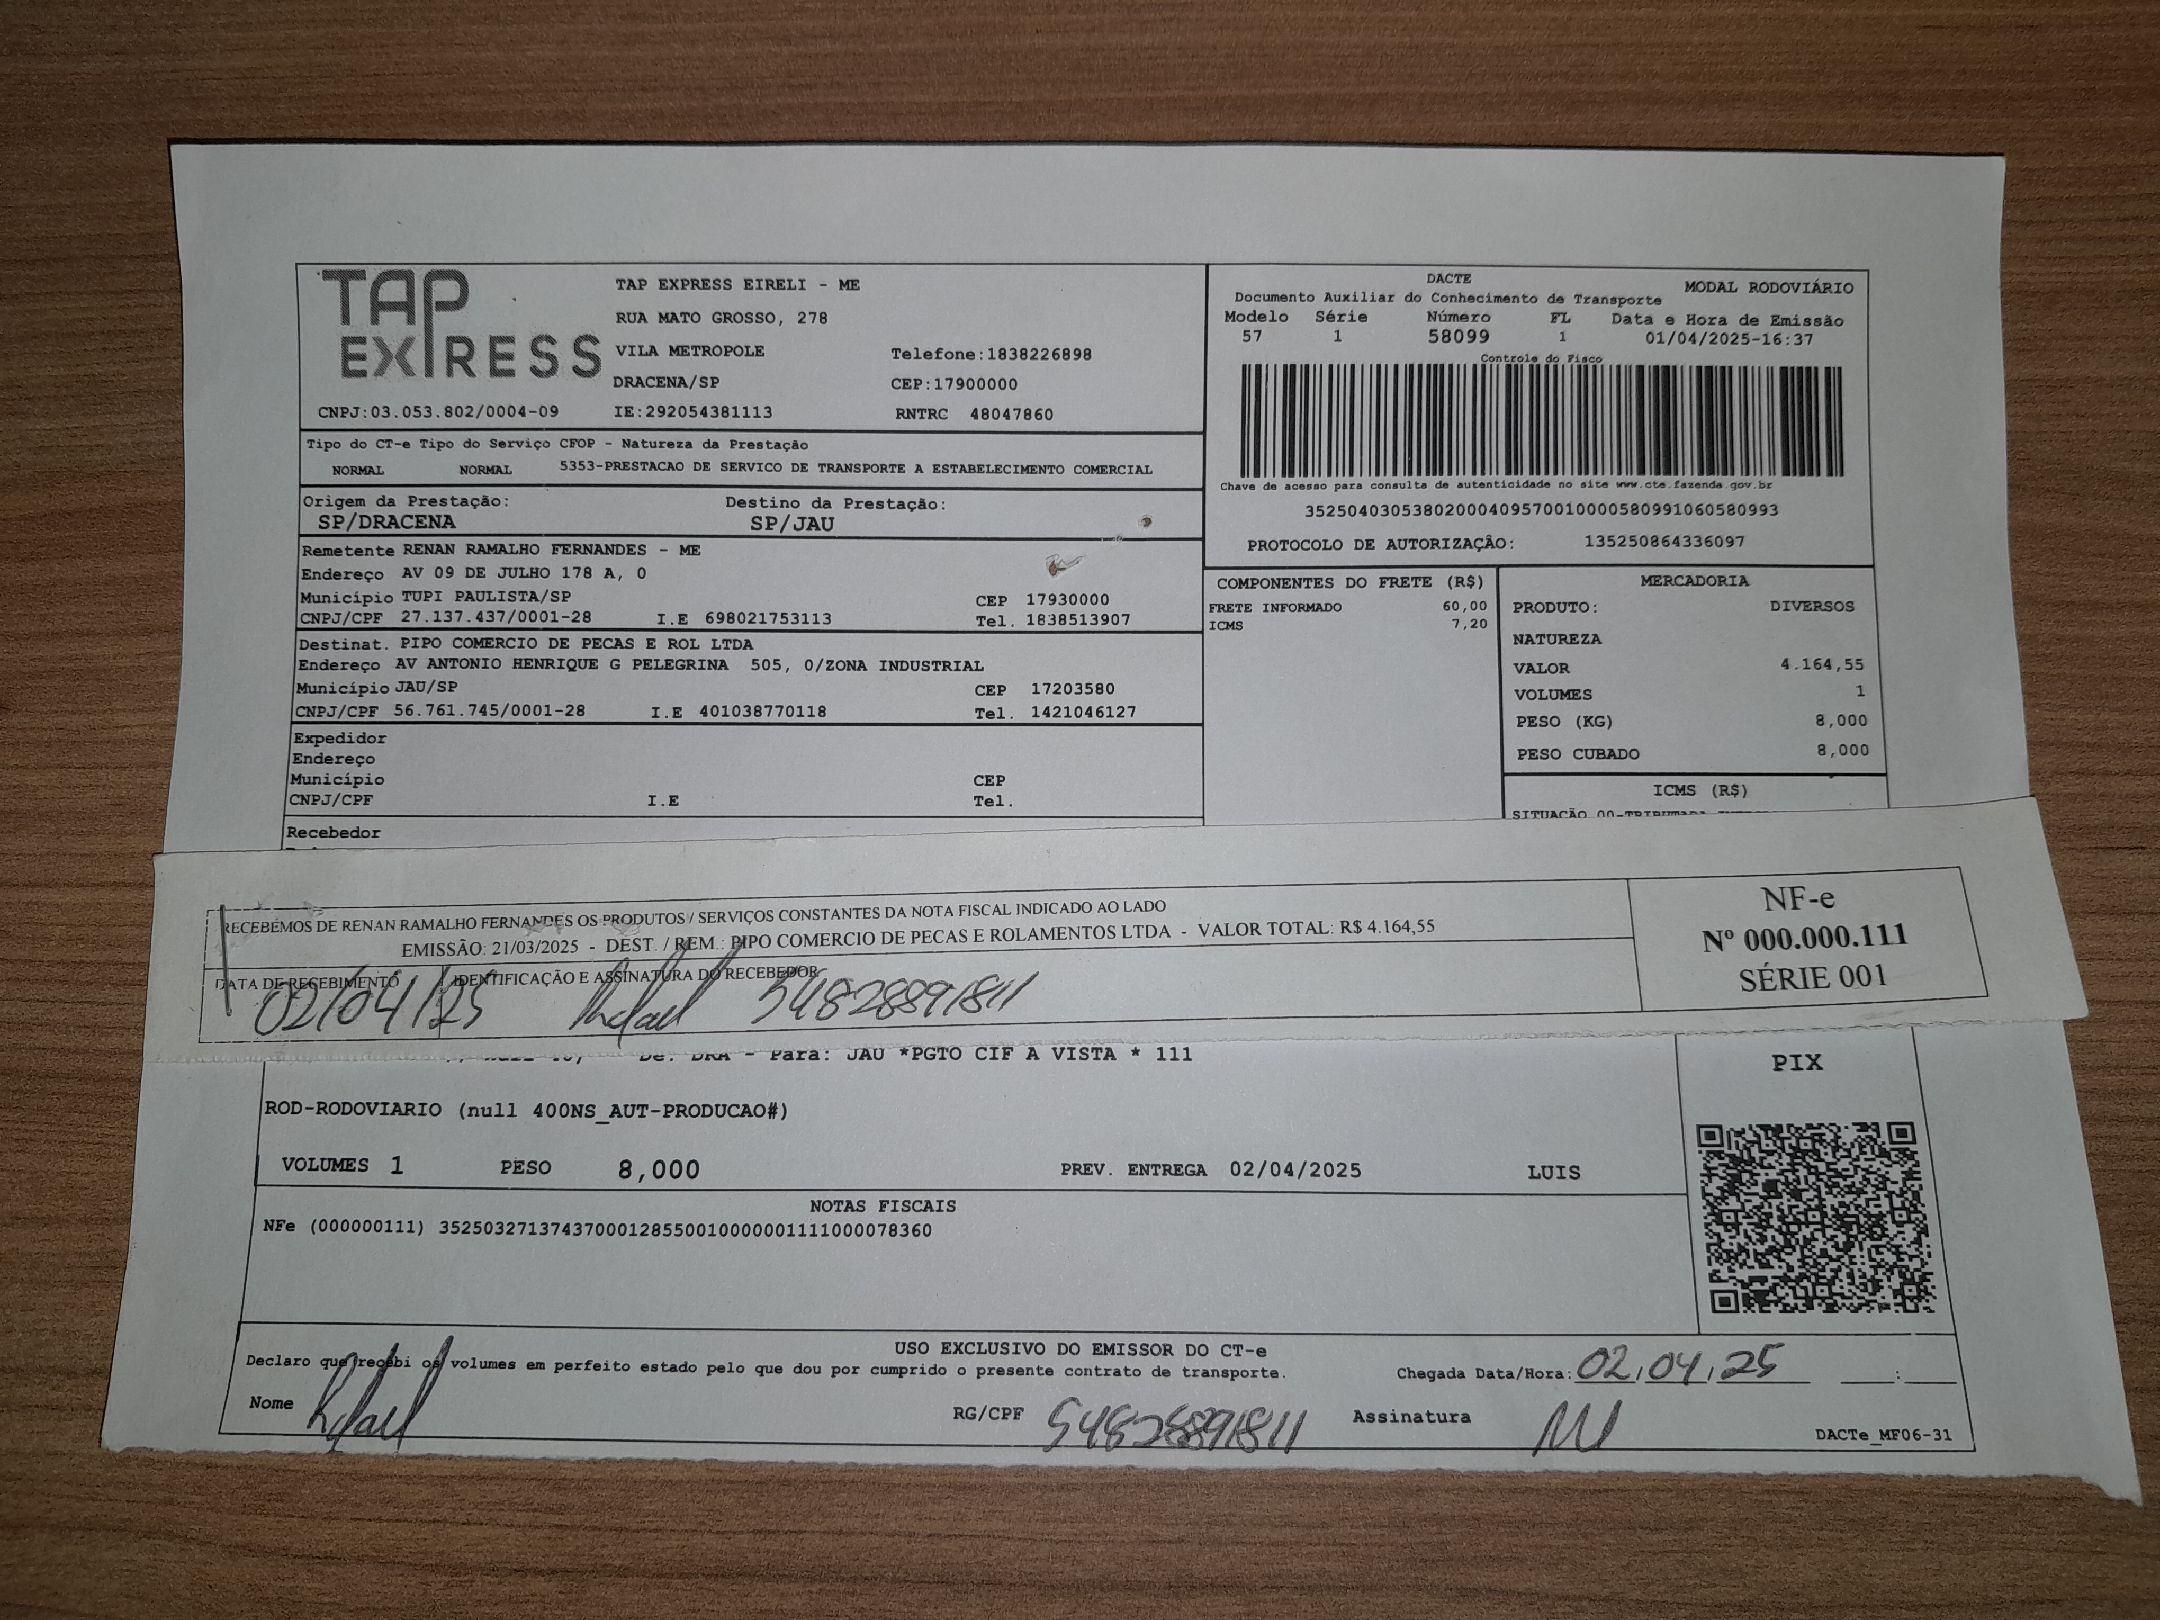 TAP EXPRESS
TAP EXPRESS EIRELI - ME
RUA MATO GROSSO, 278
VILA METROPOLE Telefone:1838226898
DRACENA/SP CEP:17900000
CNPJ:03.053.802/0004-09 IE:292054381113 RNTRC 48047860
DACTE MODAL RODOVIÁRIO
Documento Auxiliar do Conhecimento de Transporte
Modelo Série Número FL Data e Hora de Emissão
57 1 58099 1 01/04/2025-16:37
Controle do Fisco
Chave de acesso para consulta de autenticidade no site www.cte.fazenda.gov.br
35250403053802000409570010000580991060580993
PROTOCOLO DE AUTORIZAÇÃO: 135250864336097
Tipo do CT-e Tipo do Serviço CFOP - Natureza da Prestação
NORMAL NORMAL 5353-PRESTACAO DE SERVICO DE TRANSPORTE A ESTABELECIMENTO COMERCIAL
Origem da Prestação: Destino da Prestação:
SP/DRACENA SP/JAU
Remetente RENAN RAMALHO FERNANDES - ME
Endereço AV 09 DE JULHO 178 A, 0
Município TUPI PAULISTA/SP CEP 17930000
CNPJ/CPF 27.137.437/0001-28 I.E 698021753113 Tel. 1838513907
Destinat. PIPO COMERCIO DE PECAS E ROL LTDA
Endereço AV ANTONIO HENRIQUE G PELEGRINA 505, 0/ZONA INDUSTRIAL
Município JAU/SP CEP 17203580
CNPJ/CPF 56.761.745/0001-28 I.E 401038770118 Tel. 1421046127
Expedidor
Endereço
Município CEP
CNPJ/CPF I.E Tel.
Recebedor
COMPONENTES DO FRETE (R$)
FRETE INFORMADO 60,00
ICMS 7,20
MERCADORIA
PRODUTO: DIVERSOS
NATUREZA
VALOR 4.164,55
VOLUMES 1
PESO (KG) 8,000
PESO CUBADO 8,000
ICMS (R$)
SITUAÇÃO 00-TRIBUTADA
RECEBEMOS DE RENAN RAMALHO FERNANDES OS PRODUTOS / SERVIÇOS CONSTANTES DA NOTA FISCAL INDICADO AO LADO
EMISSÃO: 21/03/2025 - DEST. / REM.: PIPO COMERCIO DE PECAS E ROLAMENTOS LTDA - VALOR TOTAL: R$ 4.164,55
DATA DE RECEBIMENTO IDENTIFICAÇÃO E ASSINATURA DO RECEBEDOR
02/04/25 Rafael 54828891811
NF-e
Nº 000.000.111
SÉRIE 001
De: DRA - Para: JAU *PGTO CIF A VISTA * 111
ROD-RODOVIARIO (null 400NS_AUT-PRODUCAO#)
VOLUMES 1 PESO 8,000 PREV. ENTREGA 02/04/2025 LUIS
PIX
NOTAS FISCAIS
NFe (000000111) 35250327137437000128550010000001111000078360
USO EXCLUSIVO DO EMISSOR DO CT-e
Declaro que recebi os volumes em perfeito estado pelo que dou por cumprido o presente contrato de transporte.
Chegada Data/Hora: 02/04/25 :
Nome Rafael RG/CPF 54828891811 Assinatura
DACTe_MF06-31